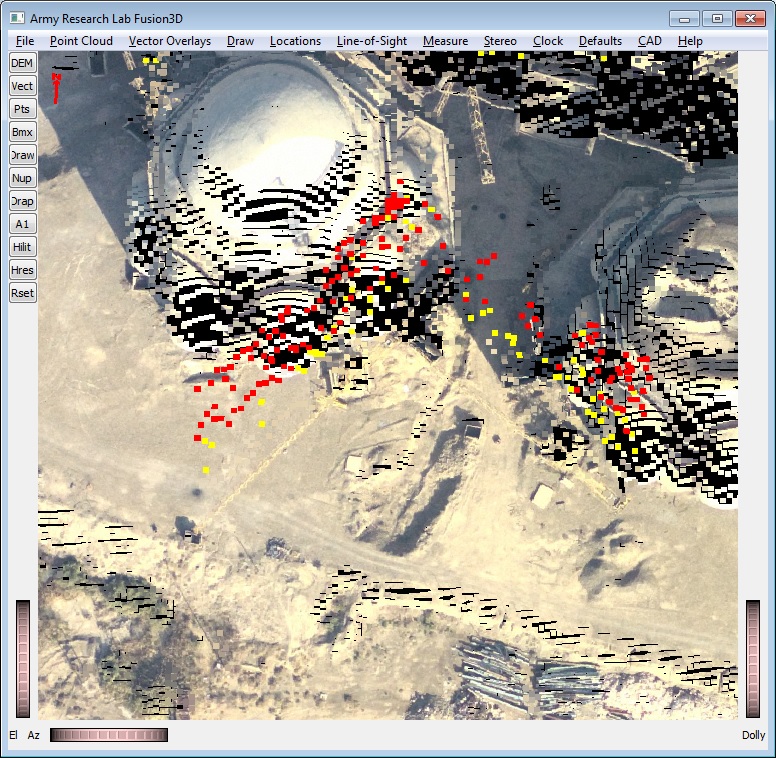 Army Research Lab Fusion3D
File Point Cloud Vector Overlays Draw Locations Line-of-Sight Measure Stereo Clock Defaults CAD Help
DEM
Vect
Pts
Bmx
Draw
Nup
Drap
A1
Hilit
Hres
Rset
El Az Dolly